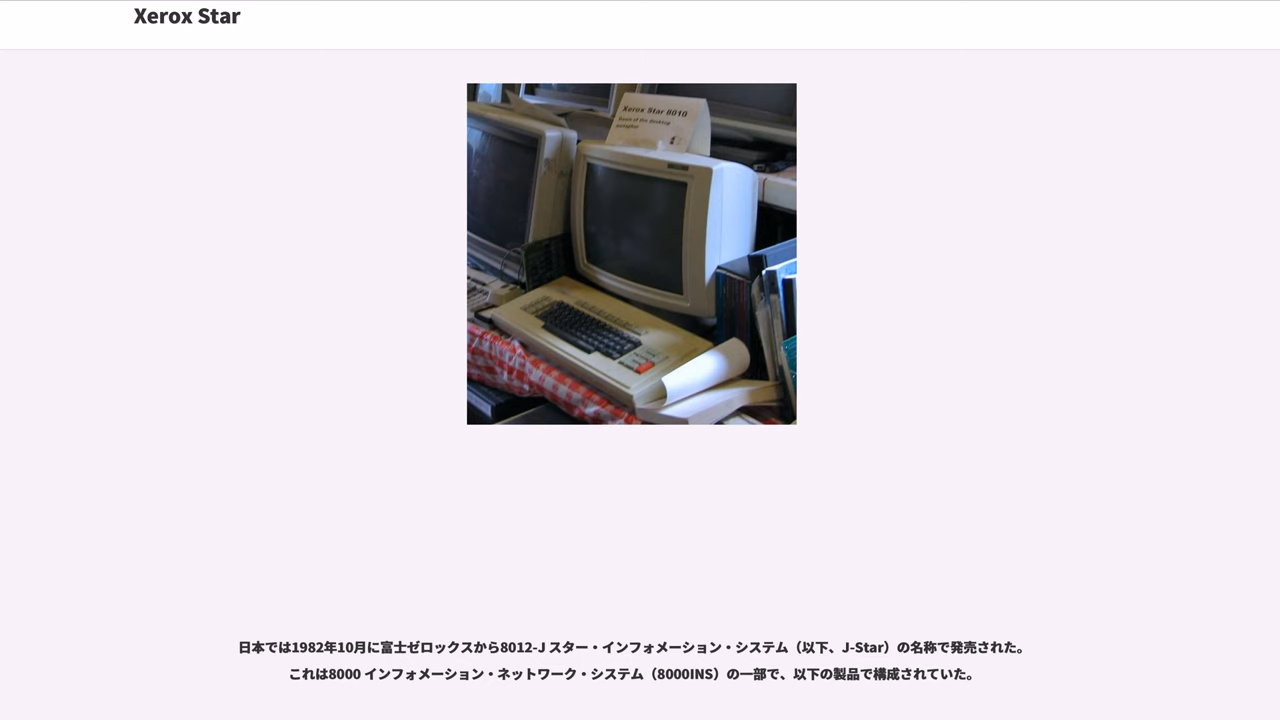 Xerox Star
Xerox Star 8010
日本では1982年10月に富士ゼロックスから8012-J スター・インフォメーション・システム（以下、J-Star）の名称で発売された。
これは8000 インフォメーション・ネットワーク・システム（8000INS）の一部で、以下の製品で構成されていた。